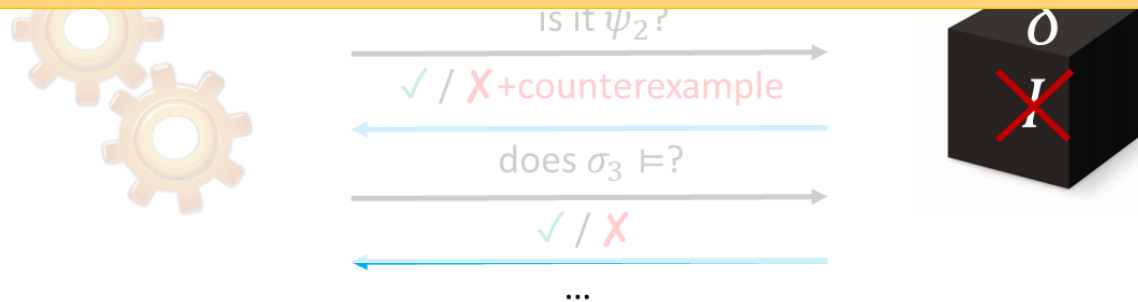 is it ψ₂?
δ
✓ / ✗+counterexample
I
does σ₃ ⊨?
✓ / ✗
...